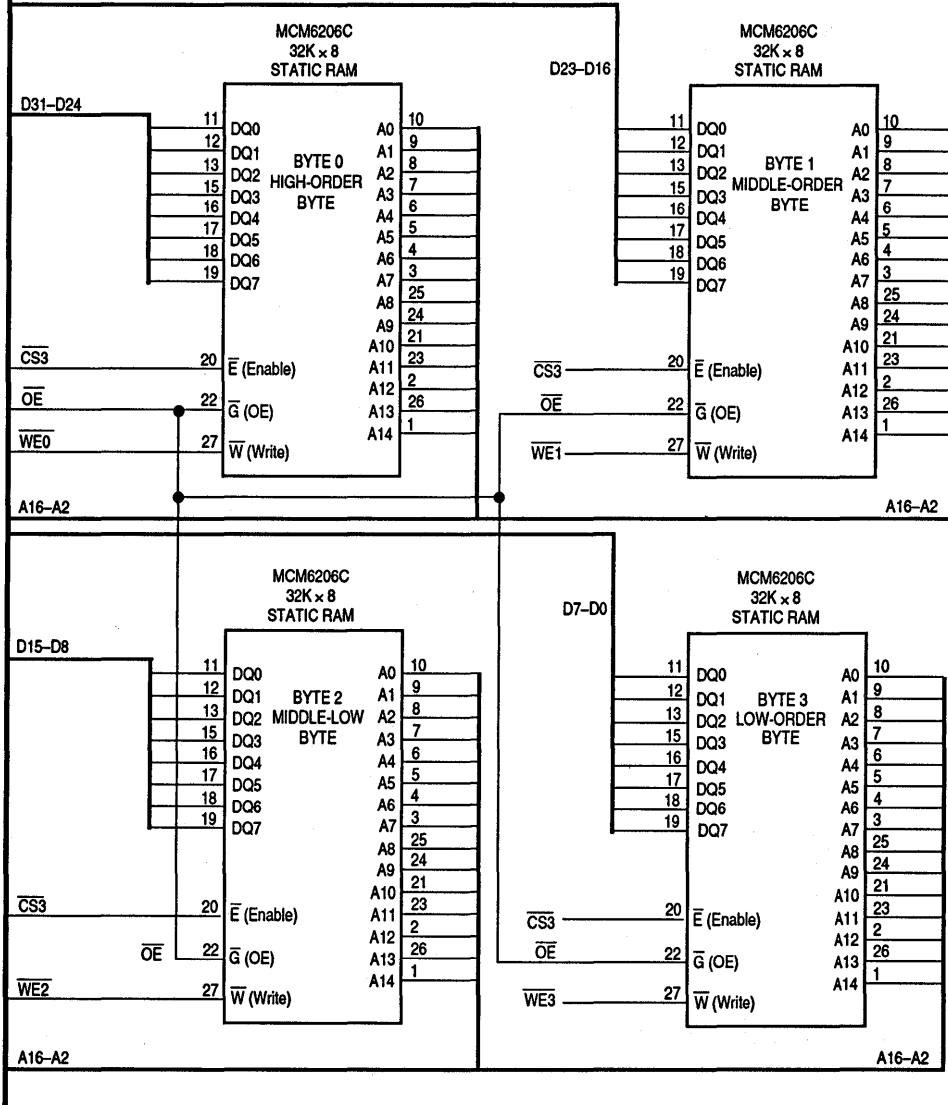 MCM6206C
32K × 8
STATIC RAM
D31–D24
11 DQ0 A0 10
12 DQ1 A1 9
13 DQ2 A2 8
15 DQ3 A3 7
16 DQ4 A4 6
17 DQ5 A5 5
18 DQ6 A6 4
19 DQ7 A7 3
A8 25
A9 24
A10 21
A11 23
A12 2
A13 26
A14 1
BYTE 0
HIGH-ORDER
BYTE
C̅S̅3̅ 20 E̅ (Enable)
O̅E̅ 22 G̅ (OE)
W̅E̅0̅ 27 W̅ (Write)
A16–A2
MCM6206C
32K × 8
STATIC RAM
D23–D16
11 DQ0 A0 10
12 DQ1 A1 9
13 DQ2 A2 8
15 DQ3 A3 7
16 DQ4 A4 6
17 DQ5 A5 5
18 DQ6 A6 4
19 DQ7 A7 3
A8 25
A9 24
A10 21
A11 23
A12 2
A13 26
A14 1
BYTE 1
MIDDLE-ORDER
BYTE
C̅S̅3̅ 20 E̅ (Enable)
O̅E̅ 22 G̅ (OE)
W̅E̅1̅ 27 W̅ (Write)
A16–A2
MCM6206C
32K × 8
STATIC RAM
D15–D8
11 DQ0 A0 10
12 DQ1 A1 9
13 DQ2 A2 8
15 DQ3 A3 7
16 DQ4 A4 6
17 DQ5 A5 5
18 DQ6 A6 4
19 DQ7 A7 3
A8 25
A9 24
A10 21
A11 23
A12 2
A13 26
A14 1
BYTE 2
MIDDLE-LOW
BYTE
C̅S̅3̅ 20 E̅ (Enable)
O̅E̅ 22 G̅ (OE)
W̅E̅2̅ 27 W̅ (Write)
A16–A2
MCM6206C
32K × 8
STATIC RAM
D7–D0
11 DQ0 A0 10
12 DQ1 A1 9
13 DQ2 A2 8
15 DQ3 A3 7
16 DQ4 A4 6
17 DQ5 A5 5
18 DQ6 A6 4
19 DQ7 A7 3
A8 25
A9 24
A10 21
A11 23
A12 2
A13 26
A14 1
BYTE 3
LOW-ORDER
BYTE
C̅S̅3̅ 20 E̅ (Enable)
O̅E̅ 22 G̅ (OE)
W̅E̅3̅ 27 W̅ (Write)
A16–A2